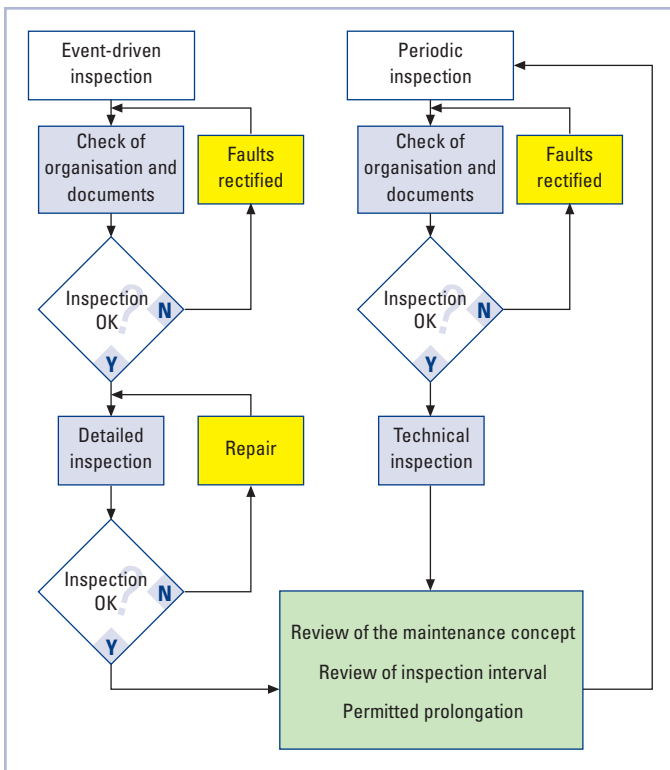 Event-driven
inspection
Check of
organisation and
documents
Faults
rectified
Inspection
OK
?
N
Y
Detailed
inspection
Repair
Inspection
OK
?
N
Y
Periodic
inspection
Check of
organisation and
documents
Faults
rectified
Inspection
OK
?
N
Y
Technical
inspection
Review of the maintenance concept
Review of inspection interval
Permitted prolongation